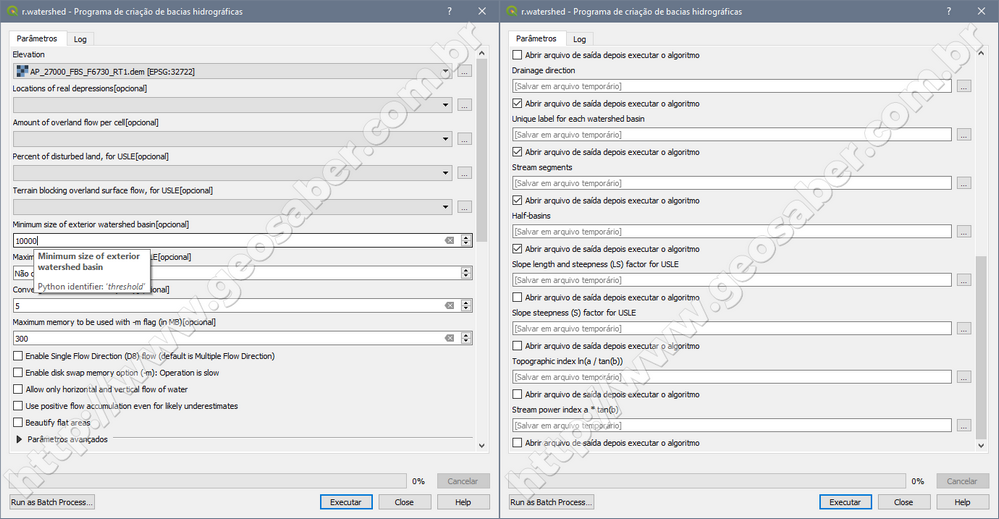 r.watershed - Programa de criação de bacias hidrográficas
?
Parâmetros
Log
Elevation
AP_27000_FBS_F6730_RT1.dem [EPSG:32722]
...
Locations of real depressions[opcional]
...
Amount of overland flow per cell[opcional]
...
Percent of disturbed land, for USLE[opcional]
...
Terrain blocking overland surface flow, for USLE[opcional]
...
Minimum size of exterior watershed basin[opcional]
10000
Maxim
LE[opcional]
Minimum size of exterior watershed basin
Python identifier: 'threshold'
Não
Conve
[opcional]
5
Maximum memory to be used with -m flag (in MB)[opcional]
300
Enable Single Flow Direction (D8) flow (default is Multiple Flow Direction)
Enable disk swap memory option (-m): Operation is slow
Allow only horizontal and vertical flow of water
Use positive flow accumulation even for likely underestimates
Beautify flat areas
Parâmetros avançados
0%
Cancelar
Run as Batch Process...
Executar
Close
Help
r.watershed - Programa de criação de bacias hidrográficas
?
Parâmetros
Log
Abrir arquivo de saída depois executar o algoritmo
Drainage direction
[Salvar em arquivo temporário]
...
Abrir arquivo de saída depois executar o algoritmo
Unique label for each watershed basin
[Salvar em arquivo temporário]
...
Abrir arquivo de saída depois executar o algoritmo
Stream segments
[Salvar em arquivo temporário]
...
Abrir arquivo de saída depois executar o algoritmo
Half-basins
[Salvar em arquivo temporário]
...
Abrir arquivo de saída depois executar o algoritmo
Slope length and steepness (LS) factor for USLE
[Salvar em arquivo temporário]
...
Abrir arquivo de saída depois executar o algoritmo
Slope steepness (S) factor for USLE
[Salvar em arquivo temporário]
...
Abrir arquivo de saída depois executar o algoritmo
Topographic index ln(a / tan(b))
[Salvar em arquivo temporário]
...
Abrir arquivo de saída depois executar o algoritmo
Stream power index a * tan(b)
[Salvar em arquivo temporário]
...
Abrir arquivo de saída depois executar o algoritmo
0%
Cancelar
Run as Batch Process...
Executar
Close
Help
http://www.geosaber.com.br
http://www.geosaber.com.br